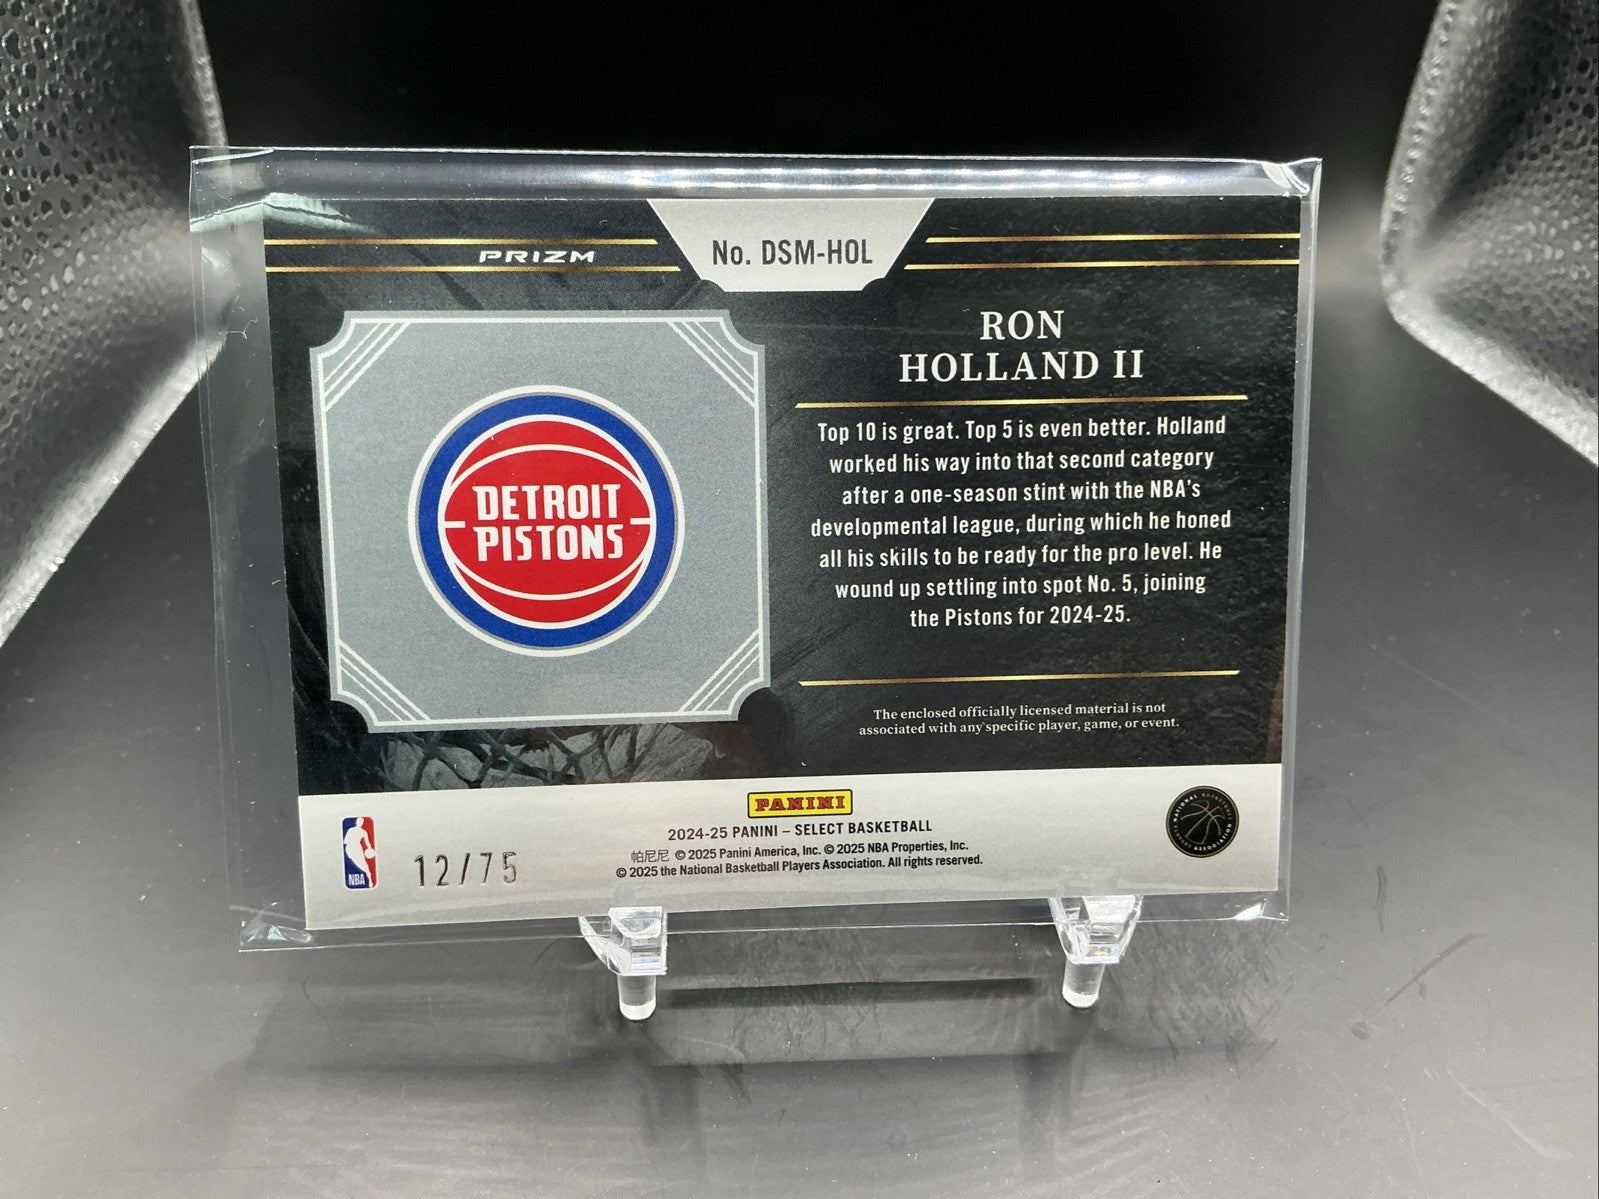 PRIZM
No. DSM-HOL
RON
HOLLAND II
Top 10 is great. Top 5 is even better. Holland
worked his way into that second category
after a one-season stint with the NBA's
developmental league, during which he honed
all his skills to be ready for the pro level. He
wound up settling into spot No. 5, joining
the Pistons for 2024-25.
DETROIT
PISTONS
The enclosed officially licensed material is not
associated with any specific player, game, or event.
PANINI
2024-25 PANINI – SELECT BASKETBALL
帕尼尼 © 2025 Panini America, Inc. © 2025 NBA Properties, Inc.
© 2025 the National Basketball Players Association. All rights reserved.
NBA
12/75
NATIONAL BASKETBALL
PLAYERS ASSOCIATION